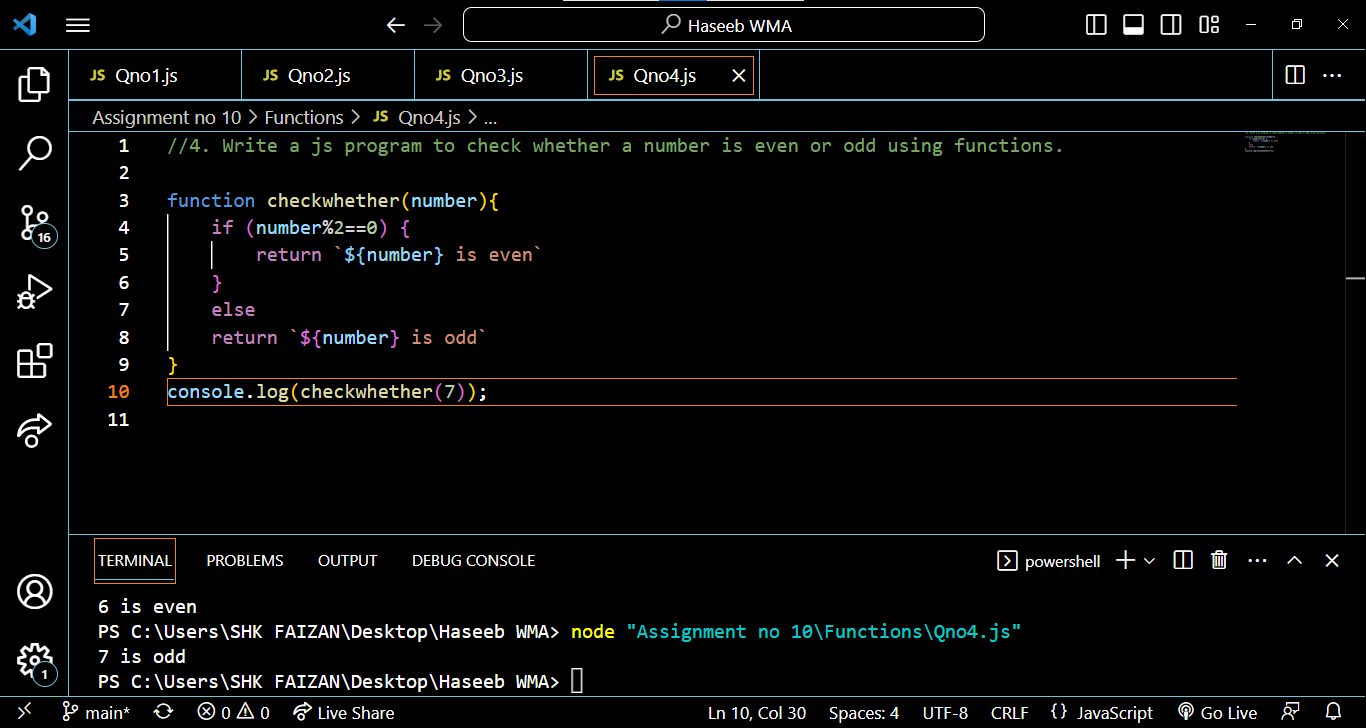 Haseeb WMA
JS Qno1.js JS Qno2.js JS Qno3.js JS Qno4.js
Assignment no 10 > Functions > JS Qno4.js > ...
1 //4. Write a js program to check whether a number is even or odd using functions.
2
3 function checkwhether(number){
4 if (number%2==0) {
5 return `${number} is even`
6 }
7 else
8 return `${number} is odd`
9 }
10 console.log(checkwhether(7));
11
16
TERMINAL PROBLEMS OUTPUT DEBUG CONSOLE powershell
6 is even
PS C:\Users\SHK FAIZAN\Desktop\Haseeb WMA> node "Assignment no 10\Functions\Qno4.js"
7 is odd
PS C:\Users\SHK FAIZAN\Desktop\Haseeb WMA>
1
main* 0 0 Live Share Ln 10, Col 30 Spaces: 4 UTF-8 CRLF {} JavaScript Go Live